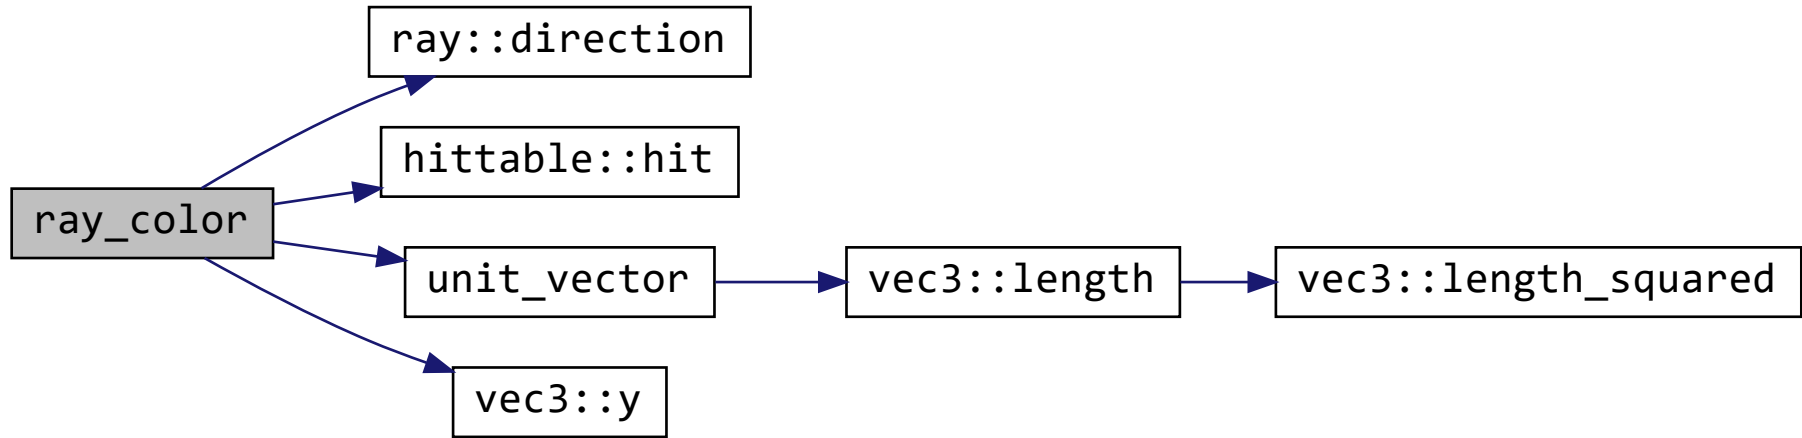 ray::direction
hittable::hit
ray_color
unit_vector
vec3::length
vec3::length_squared
vec3::y